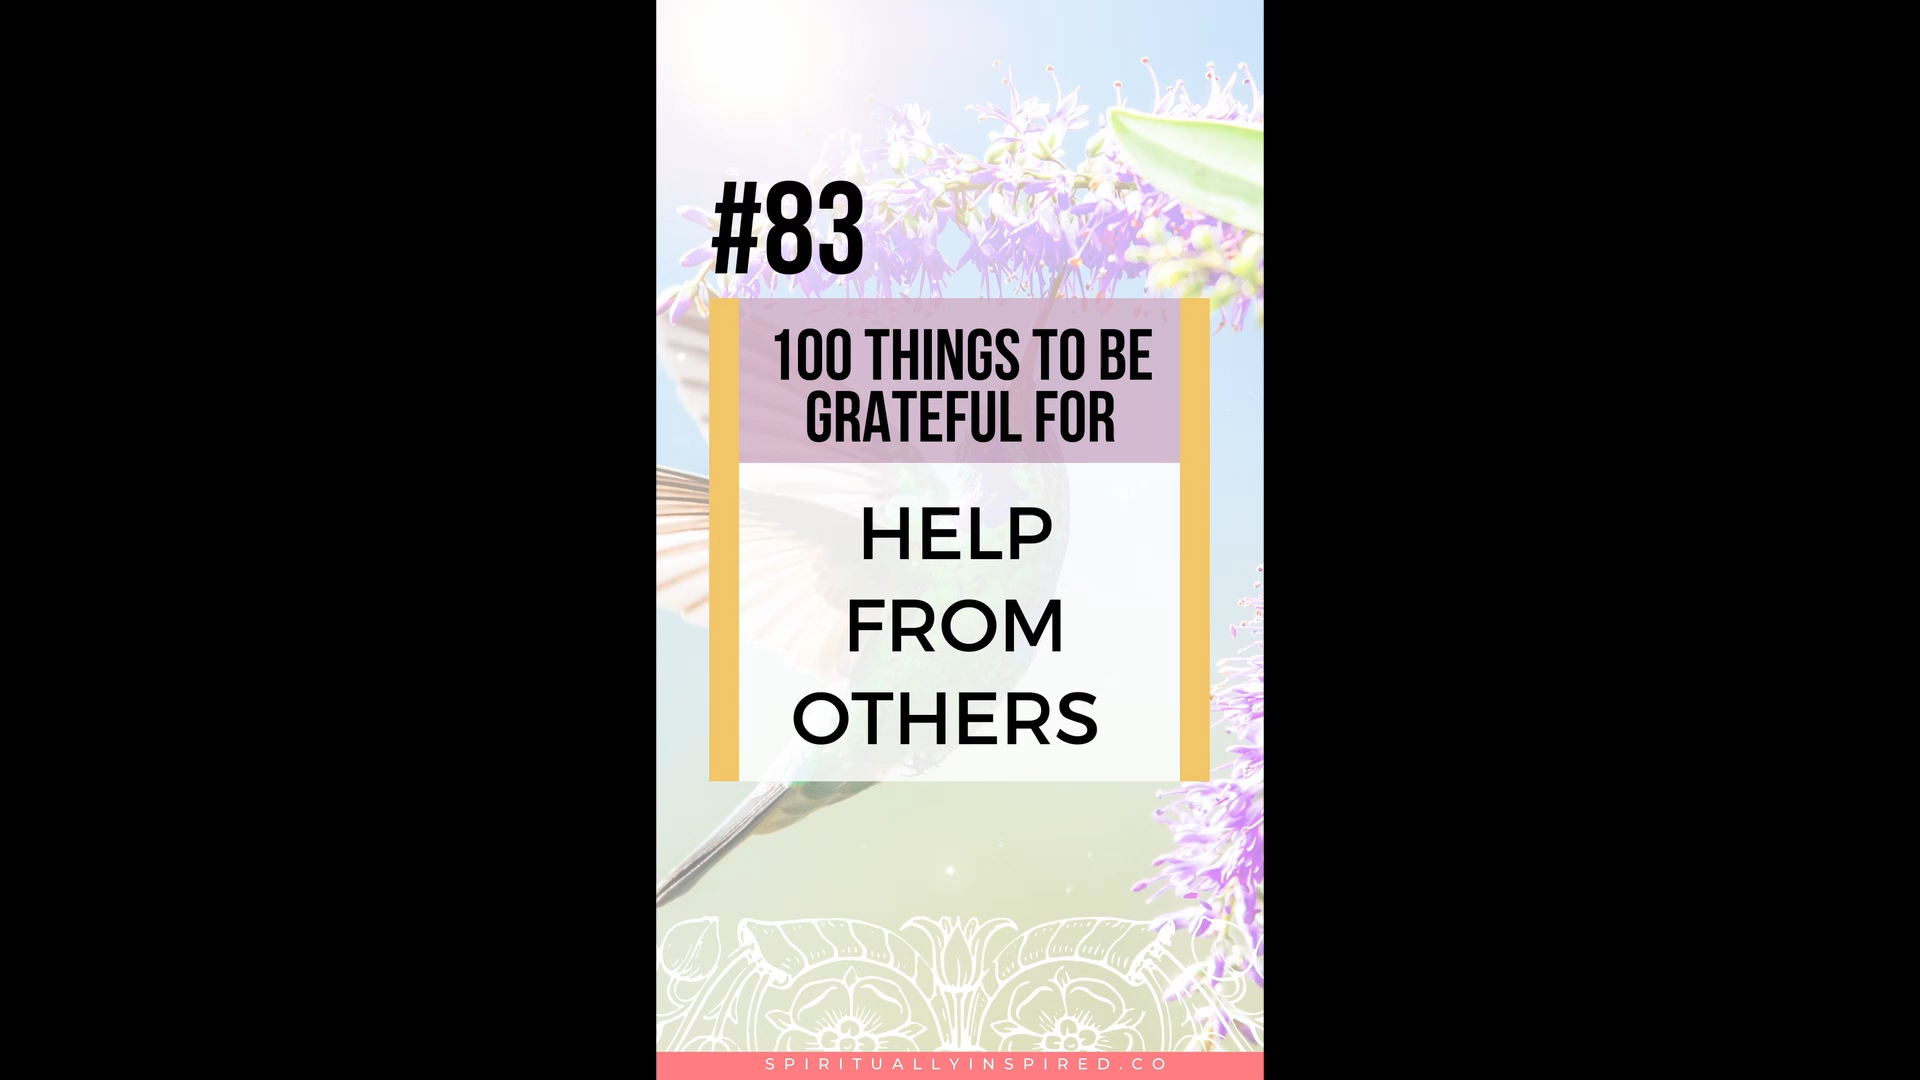 #83
100 THINGS TO BE
GRATEFUL FOR
HELP
FROM
OTHERS
SPIRITUALLYINSPIRED.CO